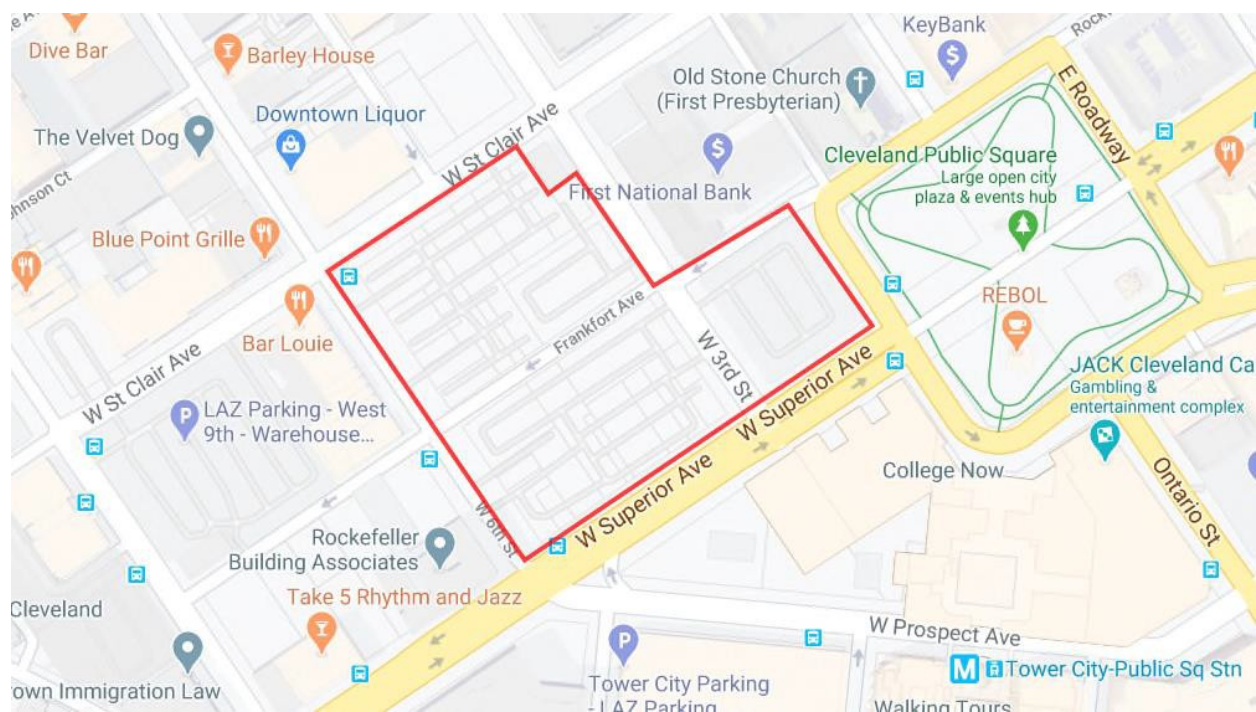 KeyBank
Dive Bar
Barley House
E Roadway
Old Stone Church
(First Presbyterian)
Downtown Liquor
W St Clair Ave
The Velvet Dog
Cleveland Public Square
Large open city
plaza & events hub
First National Bank
Blue Point Grille
REBOL
Frankfort Ave
Bar Louie
W 3rd St
W Superior Ave
JACK Cleveland Ca
Gambling &
entertainment complex
W St Clair Ave
P
LAZ Parking - West
9th - Warehouse...
College Now
W Superior Ave
Ontario St
W 6th St
Rockefeller
Building Associates
Take 5 Rhythm and Jazz
Cleveland
W Prospect Ave
P
M
Tower City-Public Sq Stn
own Immigration Law
Tower City Parking
- LAZ Parking
Walking Tours